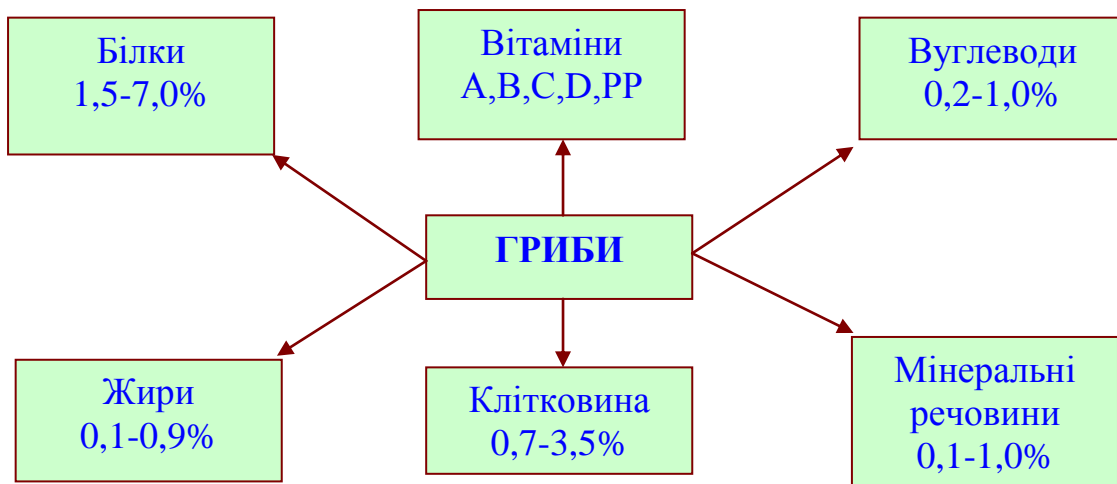 Білки
1,5-7,0%
Вітаміни
А,В,С,D,РР
Вуглеводи
0,2-1,0%
ГРИБИ
Жири
0,1-0,9%
Клітковина
0,7-3,5%
Мінеральні
речовини
0,1-1,0%